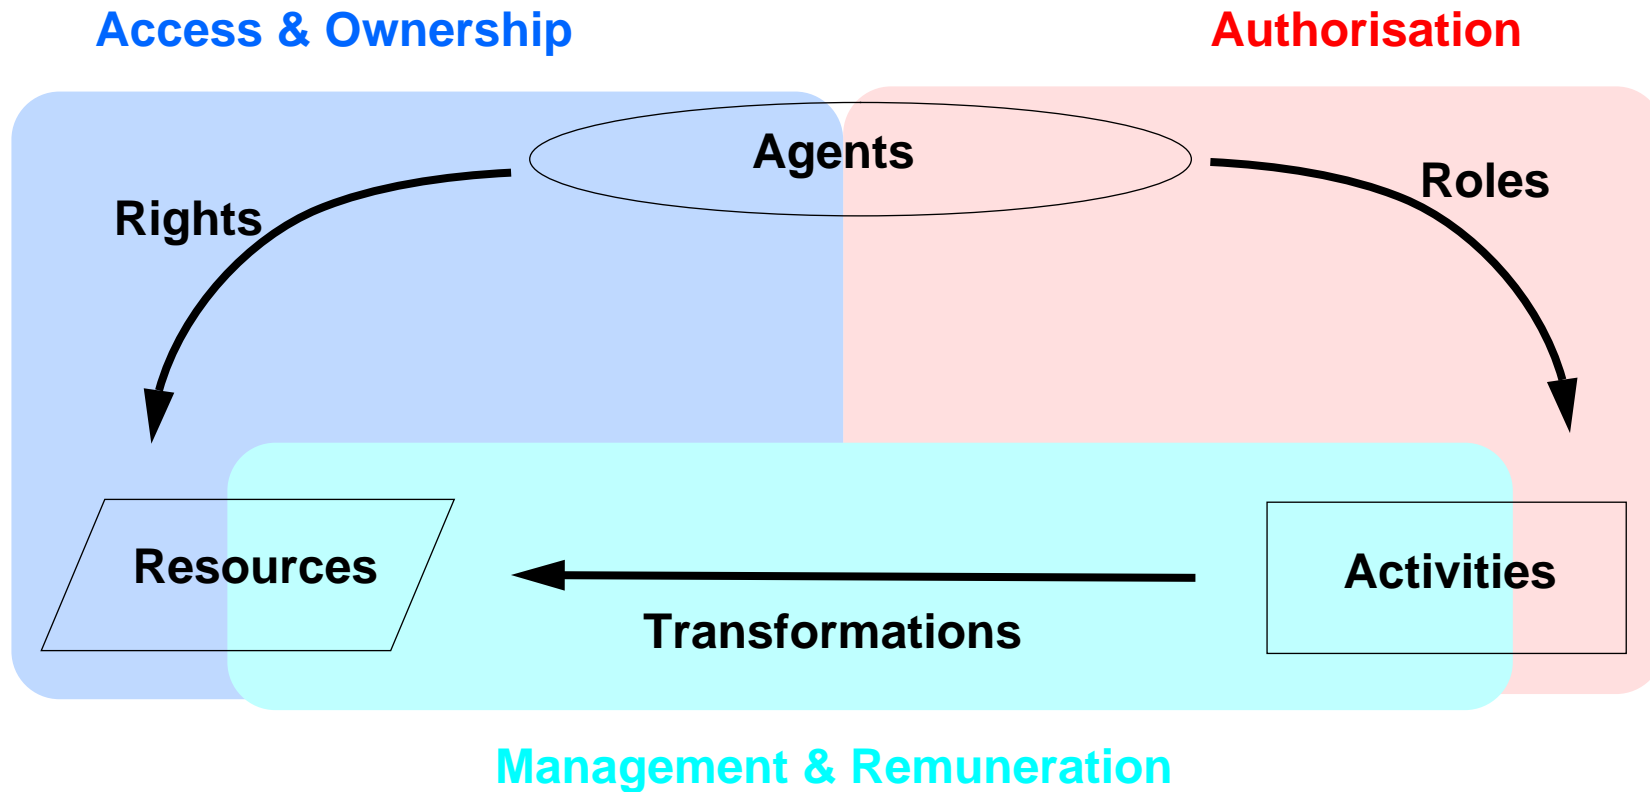 Access & Ownership
Authorisation
Agents
Roles
Rights
Resources
Activities
Transformations
Management & Remuneration